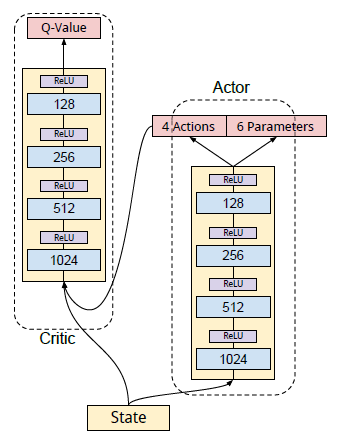 Q-Value
ReLU
128
ReLU
256
ReLU
512
ReLU
1024
Critic
Actor
4 Actions
6 Parameters
ReLU
128
ReLU
256
ReLU
512
ReLU
1024
State